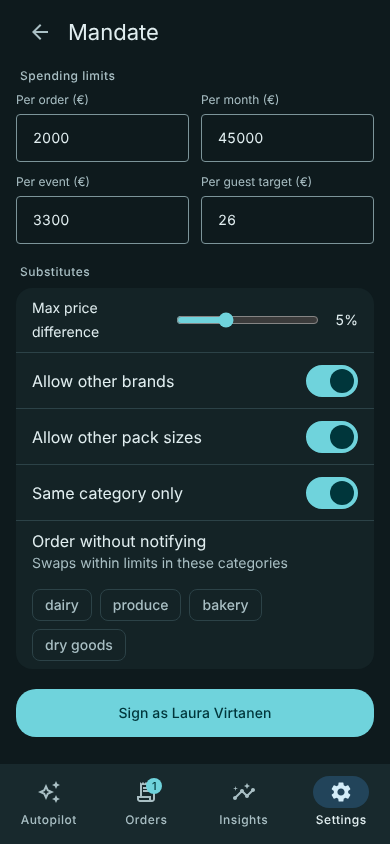 Mandate
Spending limits
Per order (€)
Per month (€)
2000
45000
Per event (€)
Per guest target (€)
3300
26
Substitutes
Max price
difference
5%
Allow other brands
Allow other pack sizes
Same category only
Order without notifying
Swaps within limits in these categories
dairy
produce
bakery
dry goods
Sign as Laura Virtanen
1
Autopilot
Orders
Insights
Settings